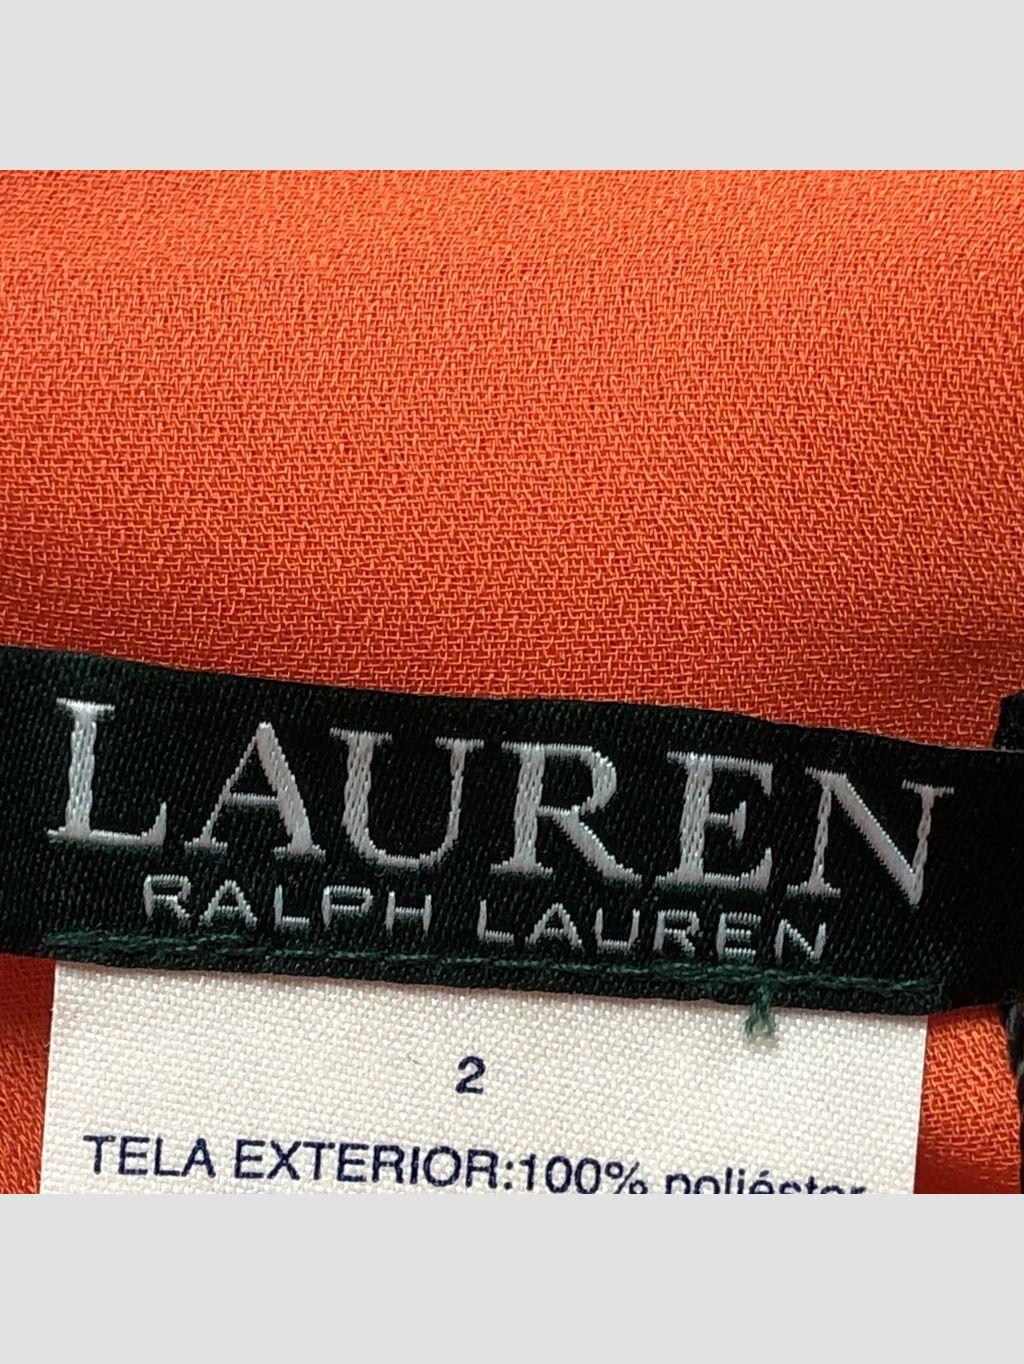 LAUREN
RALPH LAUREN
2
TELA EXTERIOR:100% poliéster